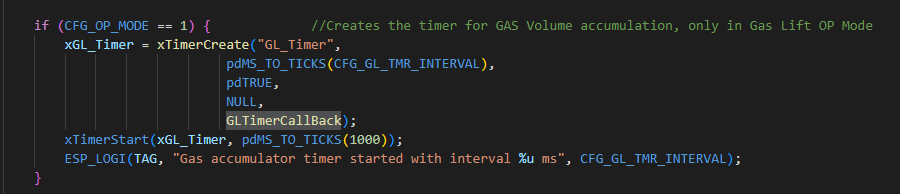 if (CFG_OP_MODE == 1) {             //Creates the timer for GAS Volume accumulation, only in Gas Lift OP Mode
    xGL_Timer = xTimerCreate("GL_Timer",
                         pdMS_TO_TICKS(CFG_GL_TMR_INTERVAL),
                         pdTRUE,
                         NULL,
                         GLTimerCallBack);
    xTimerStart(xGL_Timer, pdMS_TO_TICKS(1000));
    ESP_LOGI(TAG, "Gas accumulator timer started with interval %u ms", CFG_GL_TMR_INTERVAL);
}